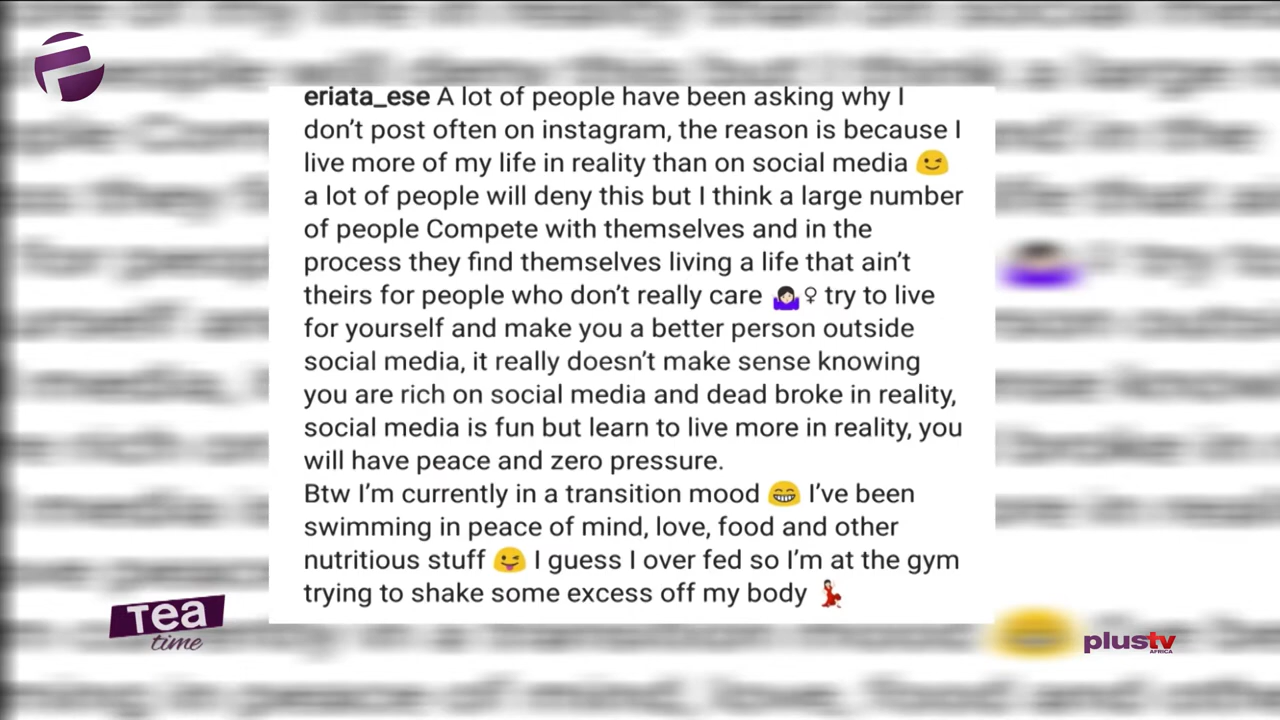 eriata_ese A lot of people have been asking why I
don't post often on instagram, the reason is because I
live more of my life in reality than on social media 😉
a lot of people will deny this but I think a large number
of people Compete with themselves and in the
process they find themselves living a life that ain't
theirs for people who don't really care 🤷🏻♀ try to live
for yourself and make you a better person outside
social media, it really doesn't make sense knowing
you are rich on social media and dead broke in reality,
social media is fun but learn to live more in reality, you
will have peace and zero pressure.
Btw I'm currently in a transition mood 😁 I've been
swimming in peace of mind, love, food and other
nutritious stuff 😜 I guess I over fed so I'm at the gym
trying to shake some excess off my body 💃🏻
Tea
time
plustv
AFRICA